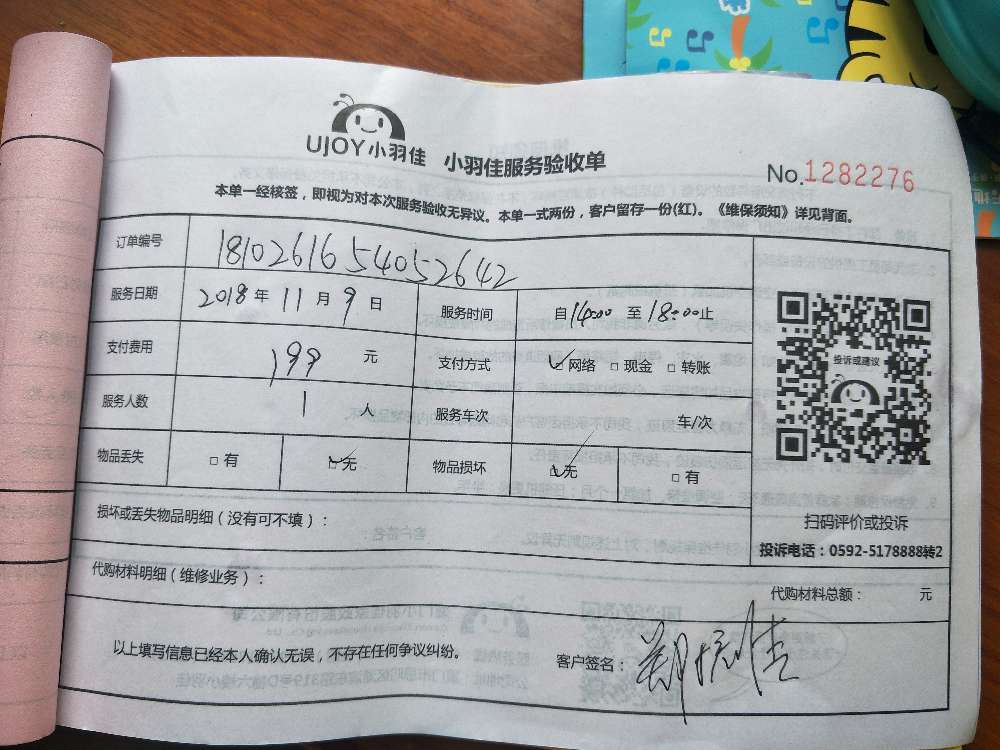 UJOY小羽佳 小羽佳服务验收单
No.1282276
本单一经核签，即视为对本次服务验收无异议。本单一式两份，客户留存一份(红)。《维保须知》详见背面。
订单编号 1810261654052642
服务日期 2018年11月9日 服务时间 自14:00至18:00止
支付费用 199 元 支付方式 网络 现金 转账
服务人数 1 人 服务车次 车/次
物品丢失 有 无 物品损坏 无 有
投诉或建议
扫码评价或投诉
投诉电话：0592-5178888转2
损坏或丢失物品明细（没有可不填）：
代购材料明细（维修业务）：
代购材料总额： 元
以上填写信息已经本人确认无误，不存在任何争议纠纷。
客户签名：